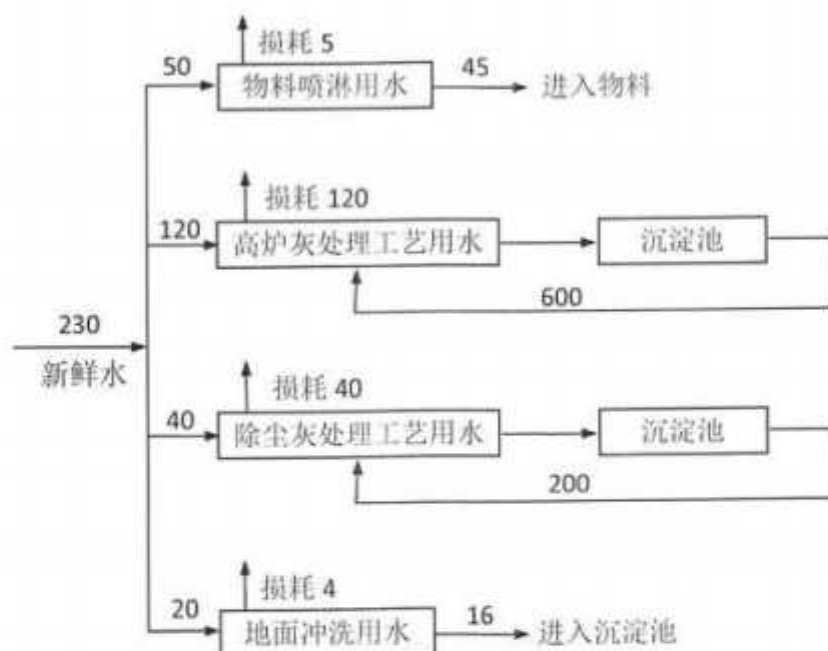 损耗 5
50
物料喷淋用水
45
进入物料
损耗 120
120
高炉灰处理工艺用水
沉淀池
600
230
新鲜水
损耗 40
40
除尘灰处理工艺用水
沉淀池
200
损耗 4
20
地面冲洗用水
16
进入沉淀池